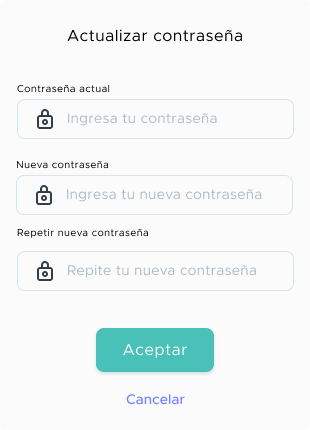 Actualizar contraseña
Contraseña actual
Ingresa tu contraseña
Nueva contraseña
Ingresa tu nueva contraseña
Repetir nueva contraseña
Repite tu nueva contraseña
Aceptar
Cancelar